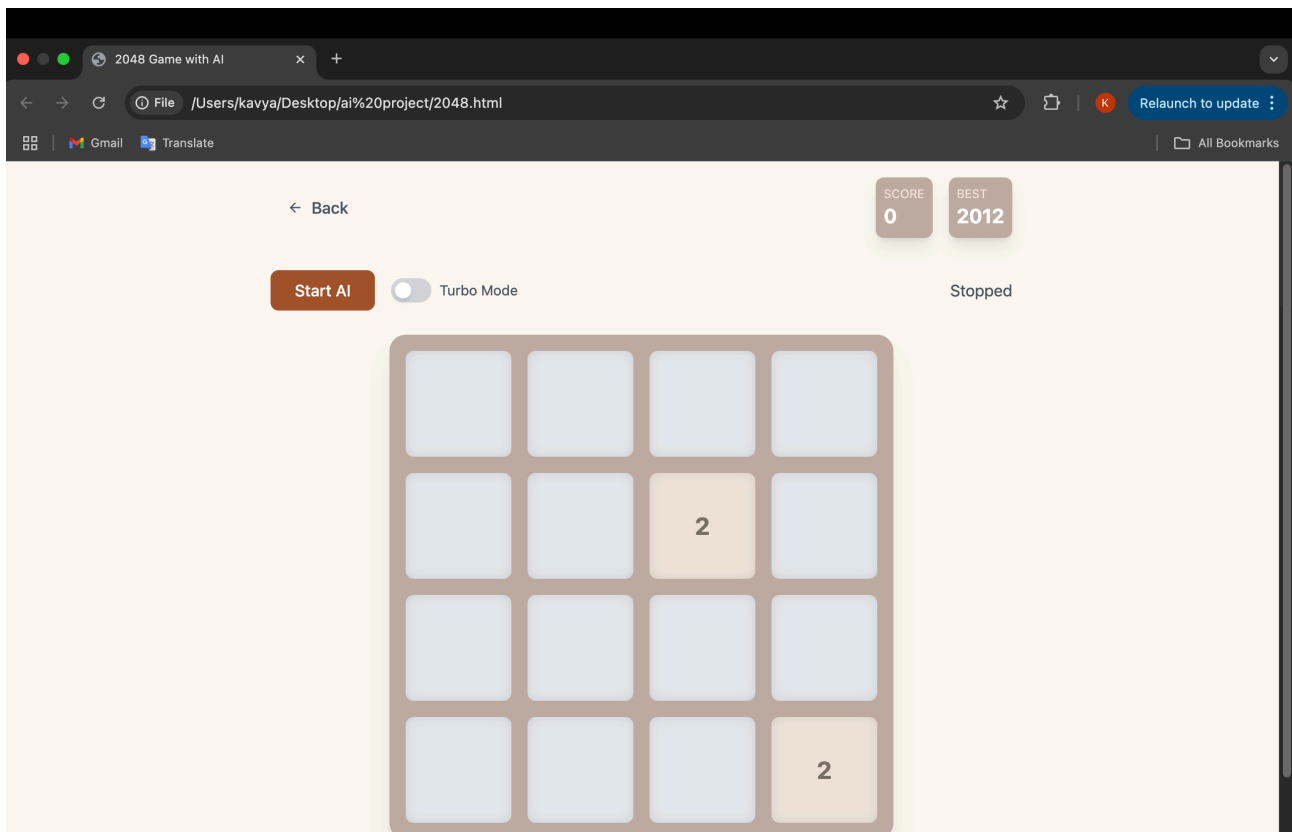 2048 Game with AI
File /Users/kavya/Desktop/ai%20project/2048.html K Relaunch to update
Gmail Translate All Bookmarks
← Back
SCORE BEST
0 2012
Start AI Turbo Mode Stopped
2
2